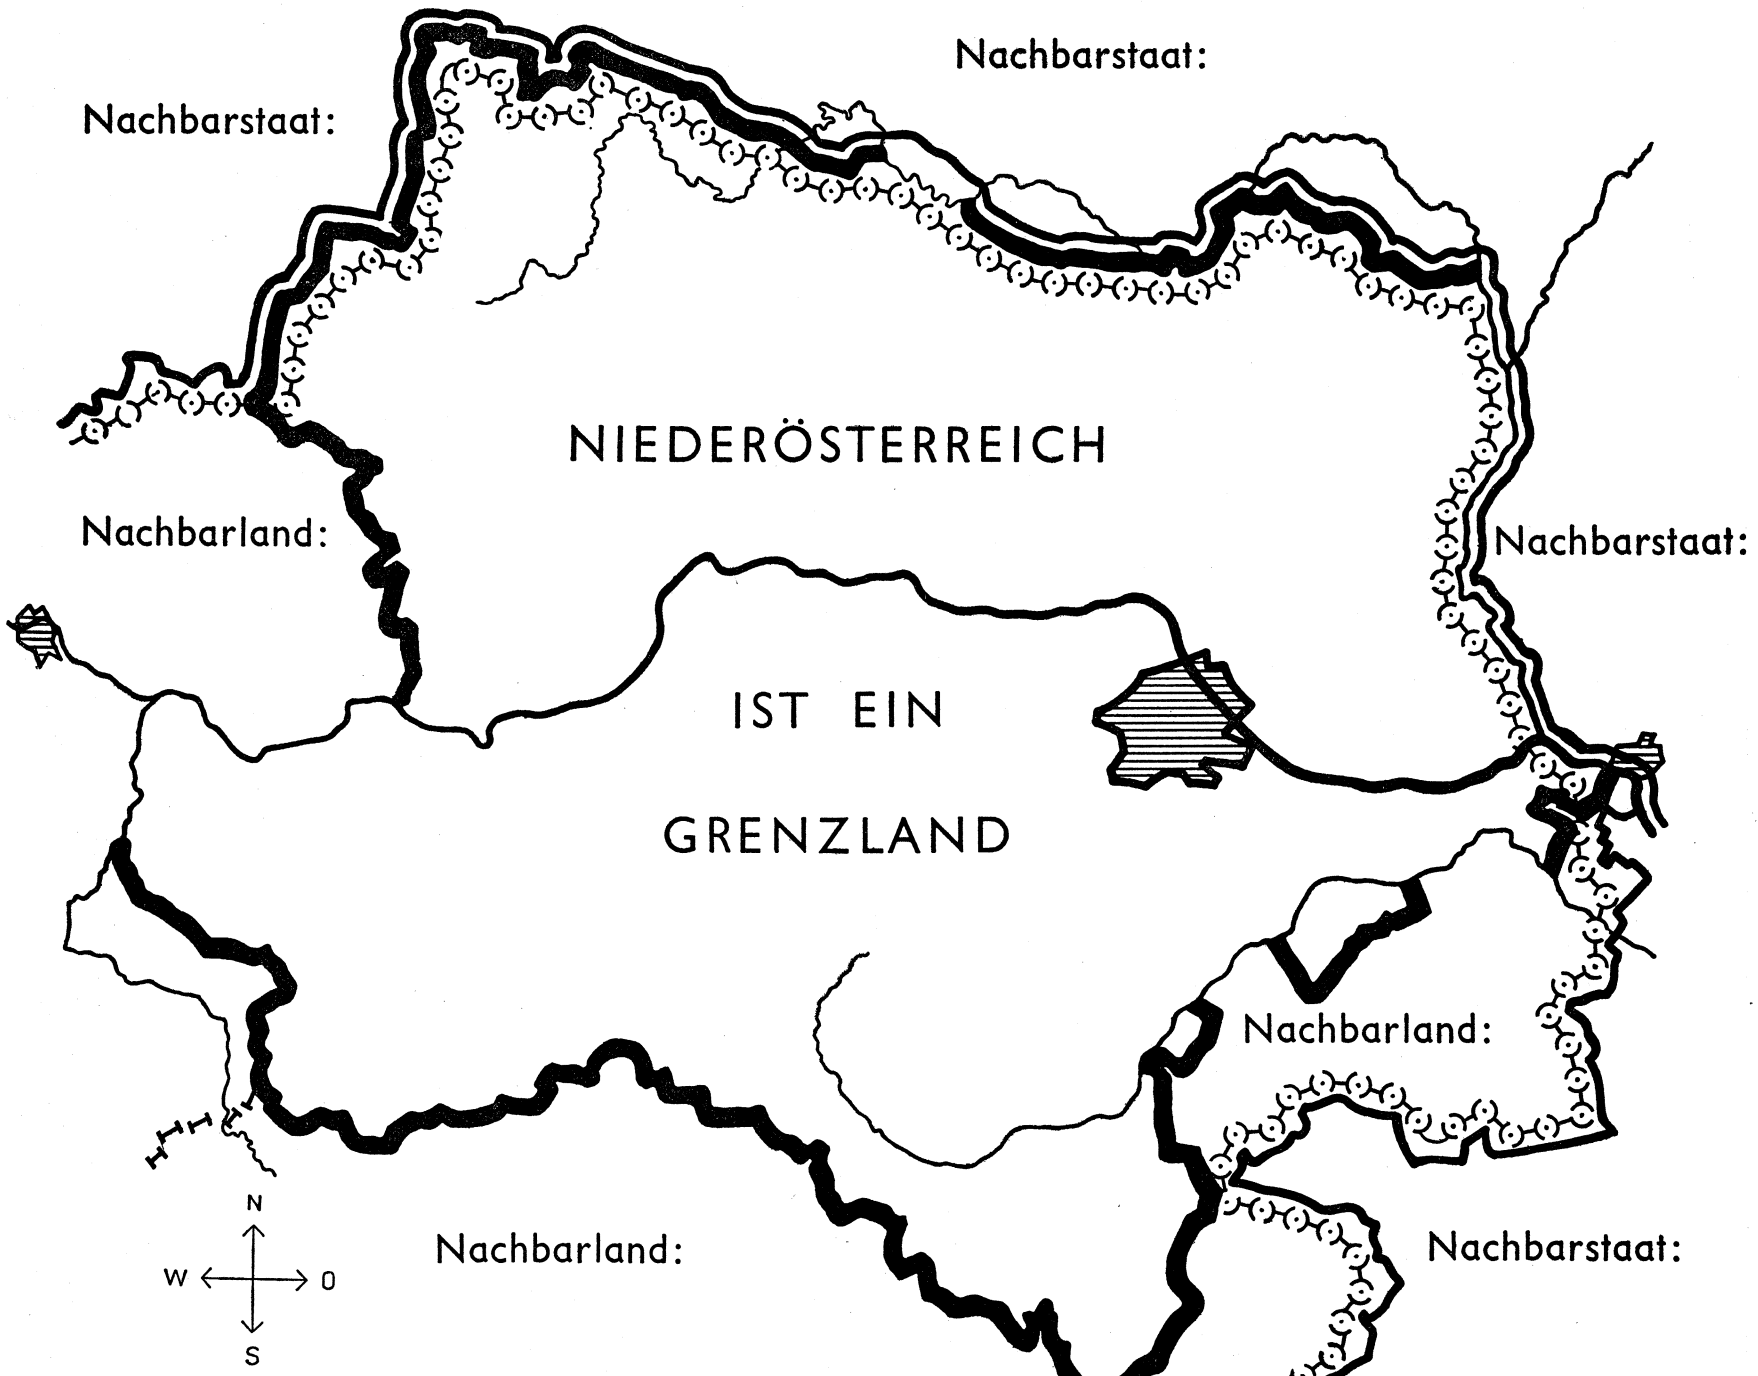 Nachbarstaat:
Nachbarstaat:
NIEDERÖSTERREICH
Nachbarland:
Nachbarstaat:
IST EIN
GRENZLAND
Nachbarland:
N
W O
S
Nachbarland:
Nachbarstaat: